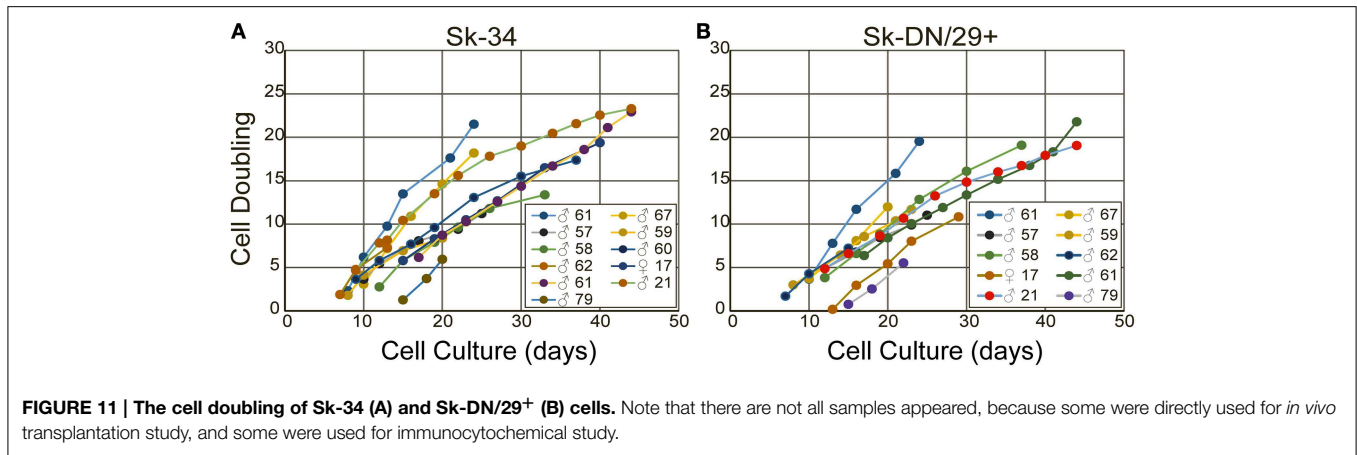 A
Sk-34
30
25
20
15
10
5
0
Cell Doubling
0 10 20 30 40 50
Cell Culture (days)
♂ 61 ♂ 67
♂ 57 ♂ 59
♂ 58 ♂ 60
♂ 62 ♀ 17
♂ 61 ♂ 21
♂ 79
B
Sk-DN/29+
30
25
20
15
10
5
0
0 10 20 30 40 50
Cell Culture (days)
♂ 61 ♂ 67
♂ 57 ♂ 59
♂ 58 ♂ 62
♀ 17 ♂ 61
♂ 21 ♂ 79
FIGURE 11 | The cell doubling of Sk-34 (A) and Sk-DN/29+ (B) cells. Note that there are not all samples appeared, because some were directly used for in vivo
transplantation study, and some were used for immunocytochemical study.